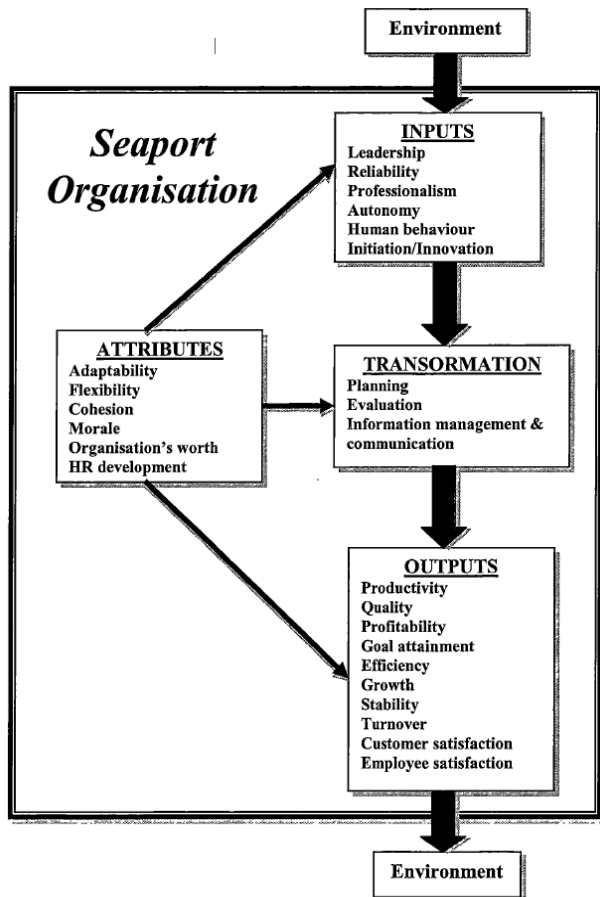 Environment
Seaport
Organisation
INPUTS
Leadership
Reliability
Professionalism
Autonomy
Human behaviour
Initiation/Innovation
ATTRIBUTES
Adaptability
Flexibility
Cohesion
Morale
Organisation's worth
HR development
TRANSORMATION
Planning
Evaluation
Information management &
communication
OUTPUTS
Productivity
Quality
Profitability
Goal attainment
Efficiency
Growth
Stability
Turnover
Customer satisfaction
Employee satisfaction
Environment